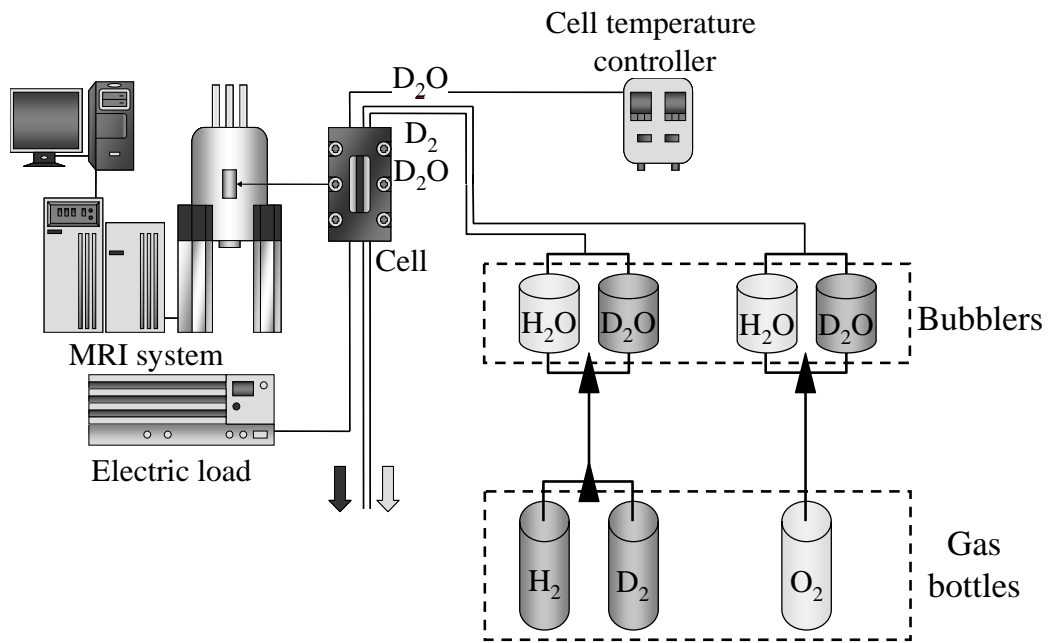 Cell temperature
controller
D₂O
D₂
D₂O
Cell
MRI system
Electric load
H₂O
D₂O
H₂O
D₂O
Bubblers
H₂
D₂
O₂
Gas
bottles